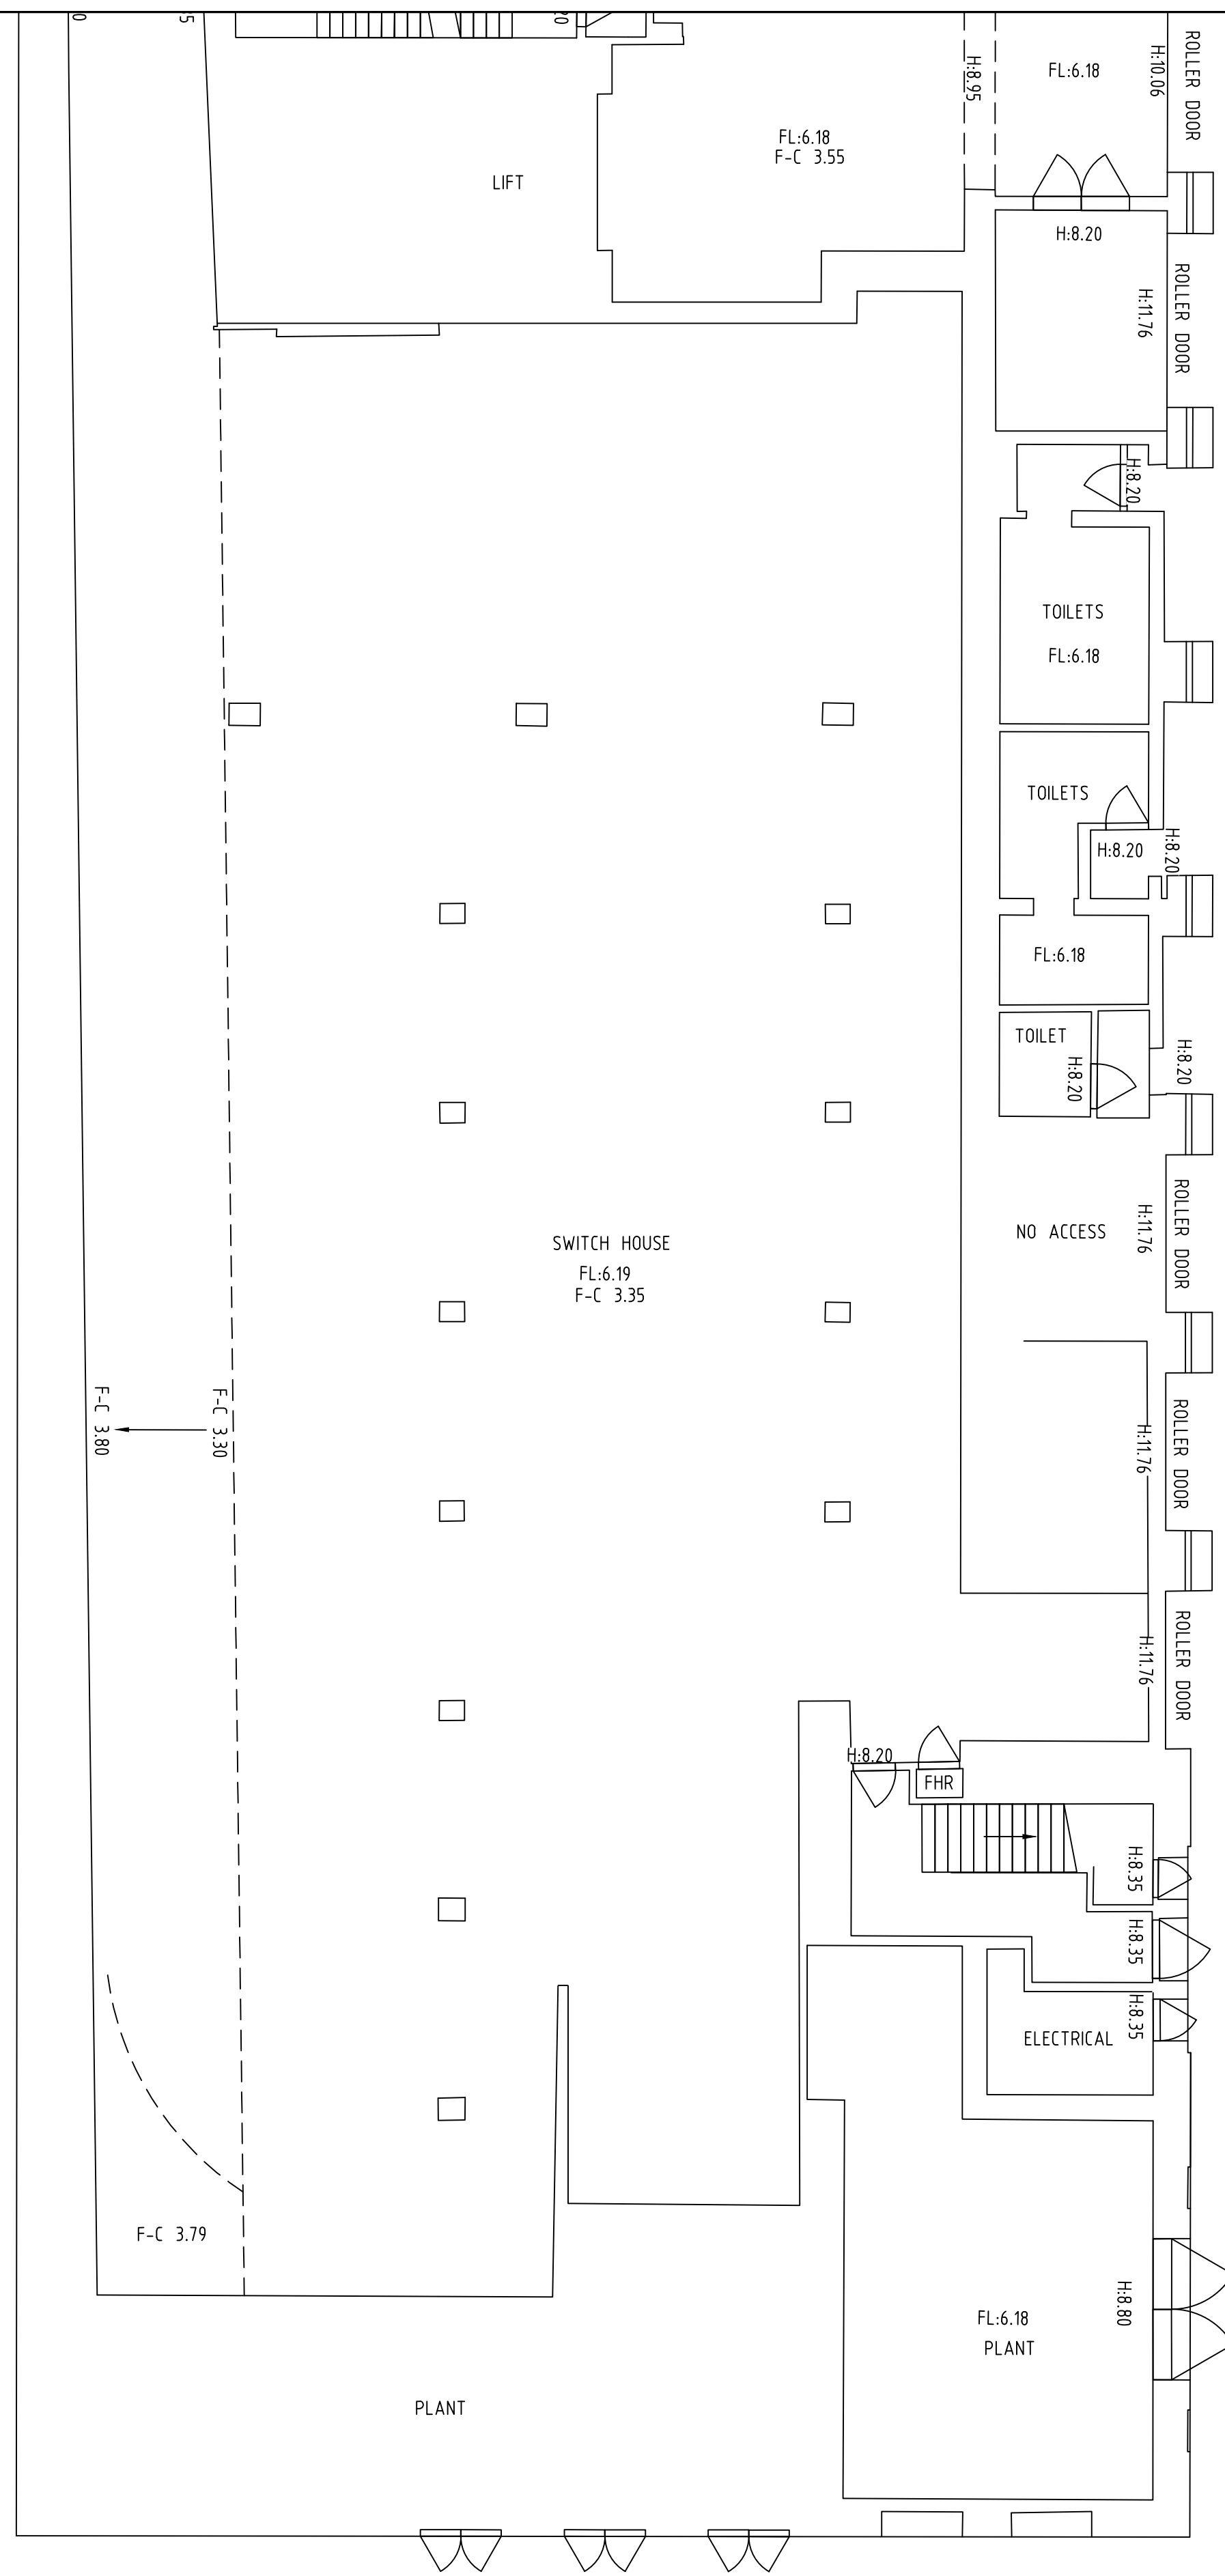 ROLLER DOOR
H:10.06
FL:6.18
H:8.95
FL:6.18
F-C 3.55
LIFT
H:8.20
ROLLER DOOR
H:11.76
H:8.20
TOILETS
FL:6.18
TOILETS
H:8.20
H:8.20
FL:6.18
TOILET
H:8.20
H:8.20
ROLLER DOOR
H:11.76
NO ACCESS
SWITCH HOUSE
FL:6.19
F-C 3.35
F-C 3.80
F-C 3.30
ROLLER DOOR
H:11.76
ROLLER DOOR
H:11.76
H:8.20
FHR
H:8.35
H:8.35
H:8.35
ELECTRICAL
F-C 3.79
H:8.80
FL:6.18
PLANT
PLANT